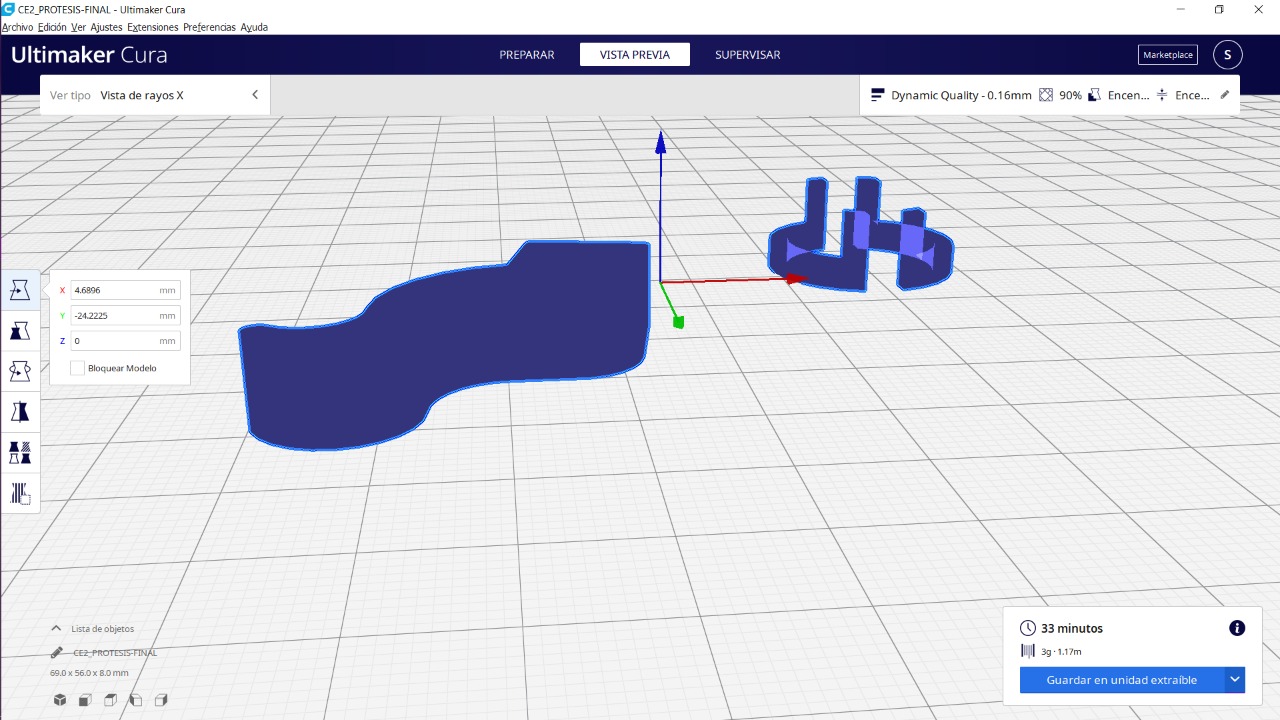 CE2_PROTESIS-FINAL - Ultimaker Cura
Archivo Edición Ver Ajustes Extensiones Preferencias Ayuda
Ultimaker Cura
PREPARAR
VISTA PREVIA
SUPERVISAR
Marketplace
S
Ver tipo Vista de rayos X
Dynamic Quality - 0.16mm 90% Encen... Ence...
X 4.6896 mm
Y -24.2225 mm
Z 0 mm
Bloquear Modelo
Lista de objetos
CE2_PROTESIS-FINAL
69.0 x 56.0 x 8.0 mm
33 minutos
3g · 1.17m
Guardar en unidad extraíble